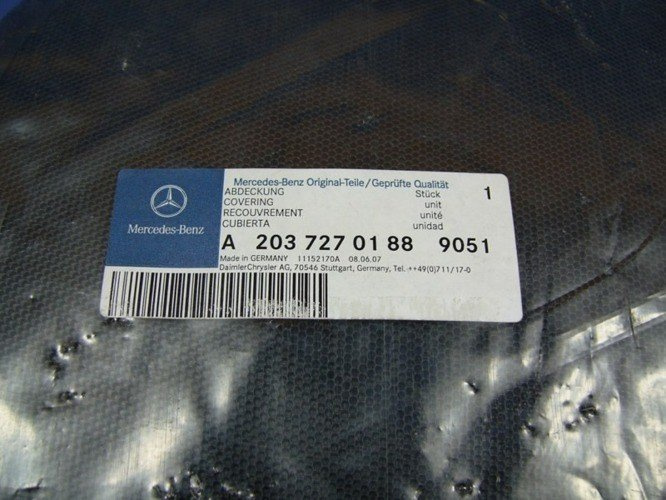 Mercedes-Benz Original-Teile/Geprüfte Qualität
ABDECKUNG Stück 1
COVERING unit
RECOUVREMENT unité
CUBIERTA unidad
Mercedes-Benz
A 203 727 01 88 9051
Made in GERMANY 11152170A 08.06.07
DaimlerChrysler AG, 70546 Stuttgart, Germany, Tel. ++49(0)711/17-0